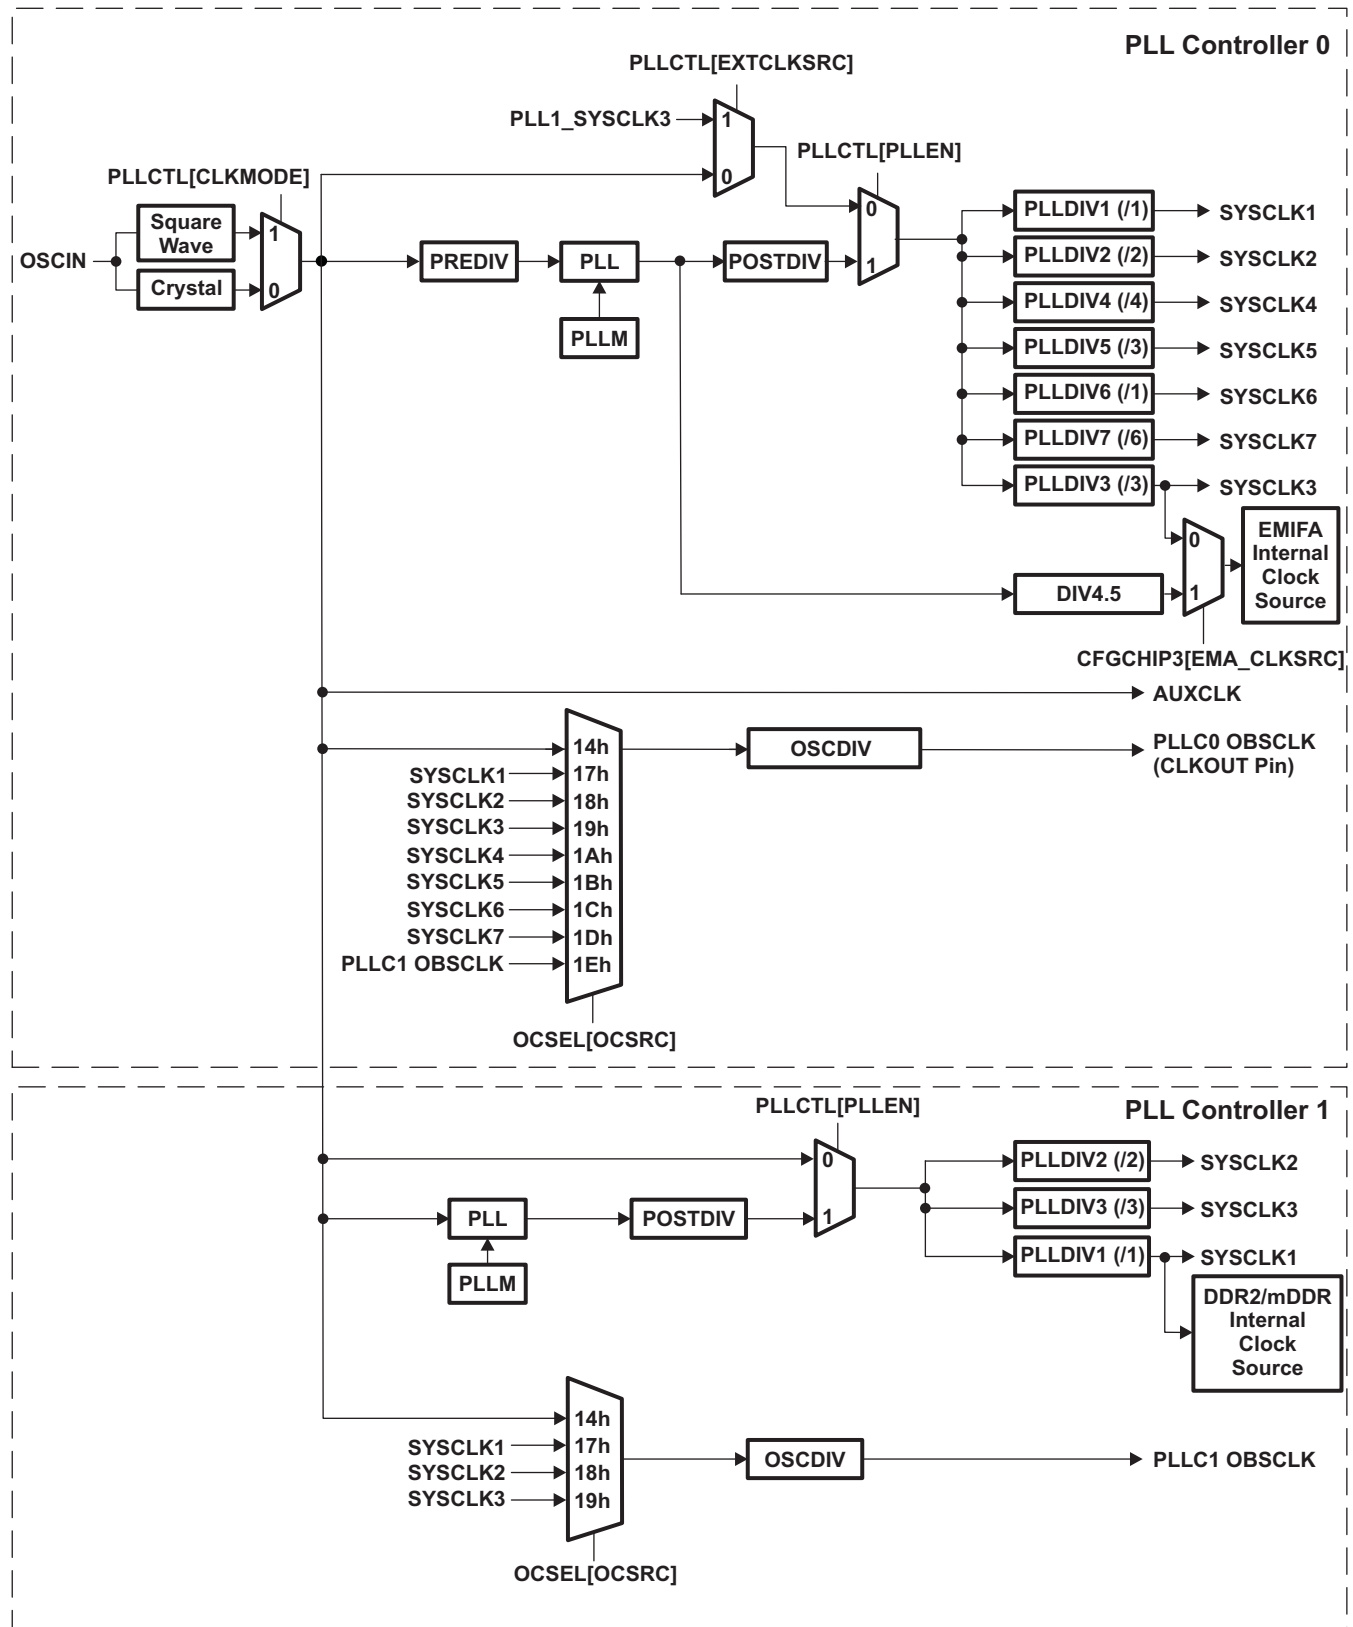 PLL Controller 0
PLLCTL[EXTCLKSRC]
PLL1_SYSCLK3
1
0
PLLCTL[PLLEN]
0
1
PLLCTL[CLKMODE]
OSCIN
Square
Wave
Crystal
1
0
PREDIV
PLL
PLLM
POSTDIV
PLLDIV1 (/1)
SYSCLK1
PLLDIV2 (/2)
SYSCLK2
PLLDIV4 (/4)
SYSCLK4
PLLDIV5 (/3)
SYSCLK5
PLLDIV6 (/1)
SYSCLK6
PLLDIV7 (/6)
SYSCLK7
PLLDIV3 (/3)
SYSCLK3
0
1
EMIFA
Internal
Clock
Source
DIV4.5
CFGCHIP3[EMA_CLKSRC]
AUXCLK
14h
OSCDIV
PLLC0 OBSCLK
(CLKOUT Pin)
SYSCLK1
17h
SYSCLK2
18h
SYSCLK3
19h
SYSCLK4
1Ah
SYSCLK5
1Bh
SYSCLK6
1Ch
SYSCLK7
1Dh
PLLC1 OBSCLK
1Eh
OCSEL[OCSRC]
PLL Controller 1
PLLCTL[PLLEN]
0
1
PLL
PLLM
POSTDIV
PLLDIV2 (/2)
SYSCLK2
PLLDIV3 (/3)
SYSCLK3
PLLDIV1 (/1)
SYSCLK1
DDR2/mDDR
Internal
Clock
Source
14h
SYSCLK1
17h
SYSCLK2
18h
SYSCLK3
19h
OSCDIV
PLLC1 OBSCLK
OCSEL[OCSRC]